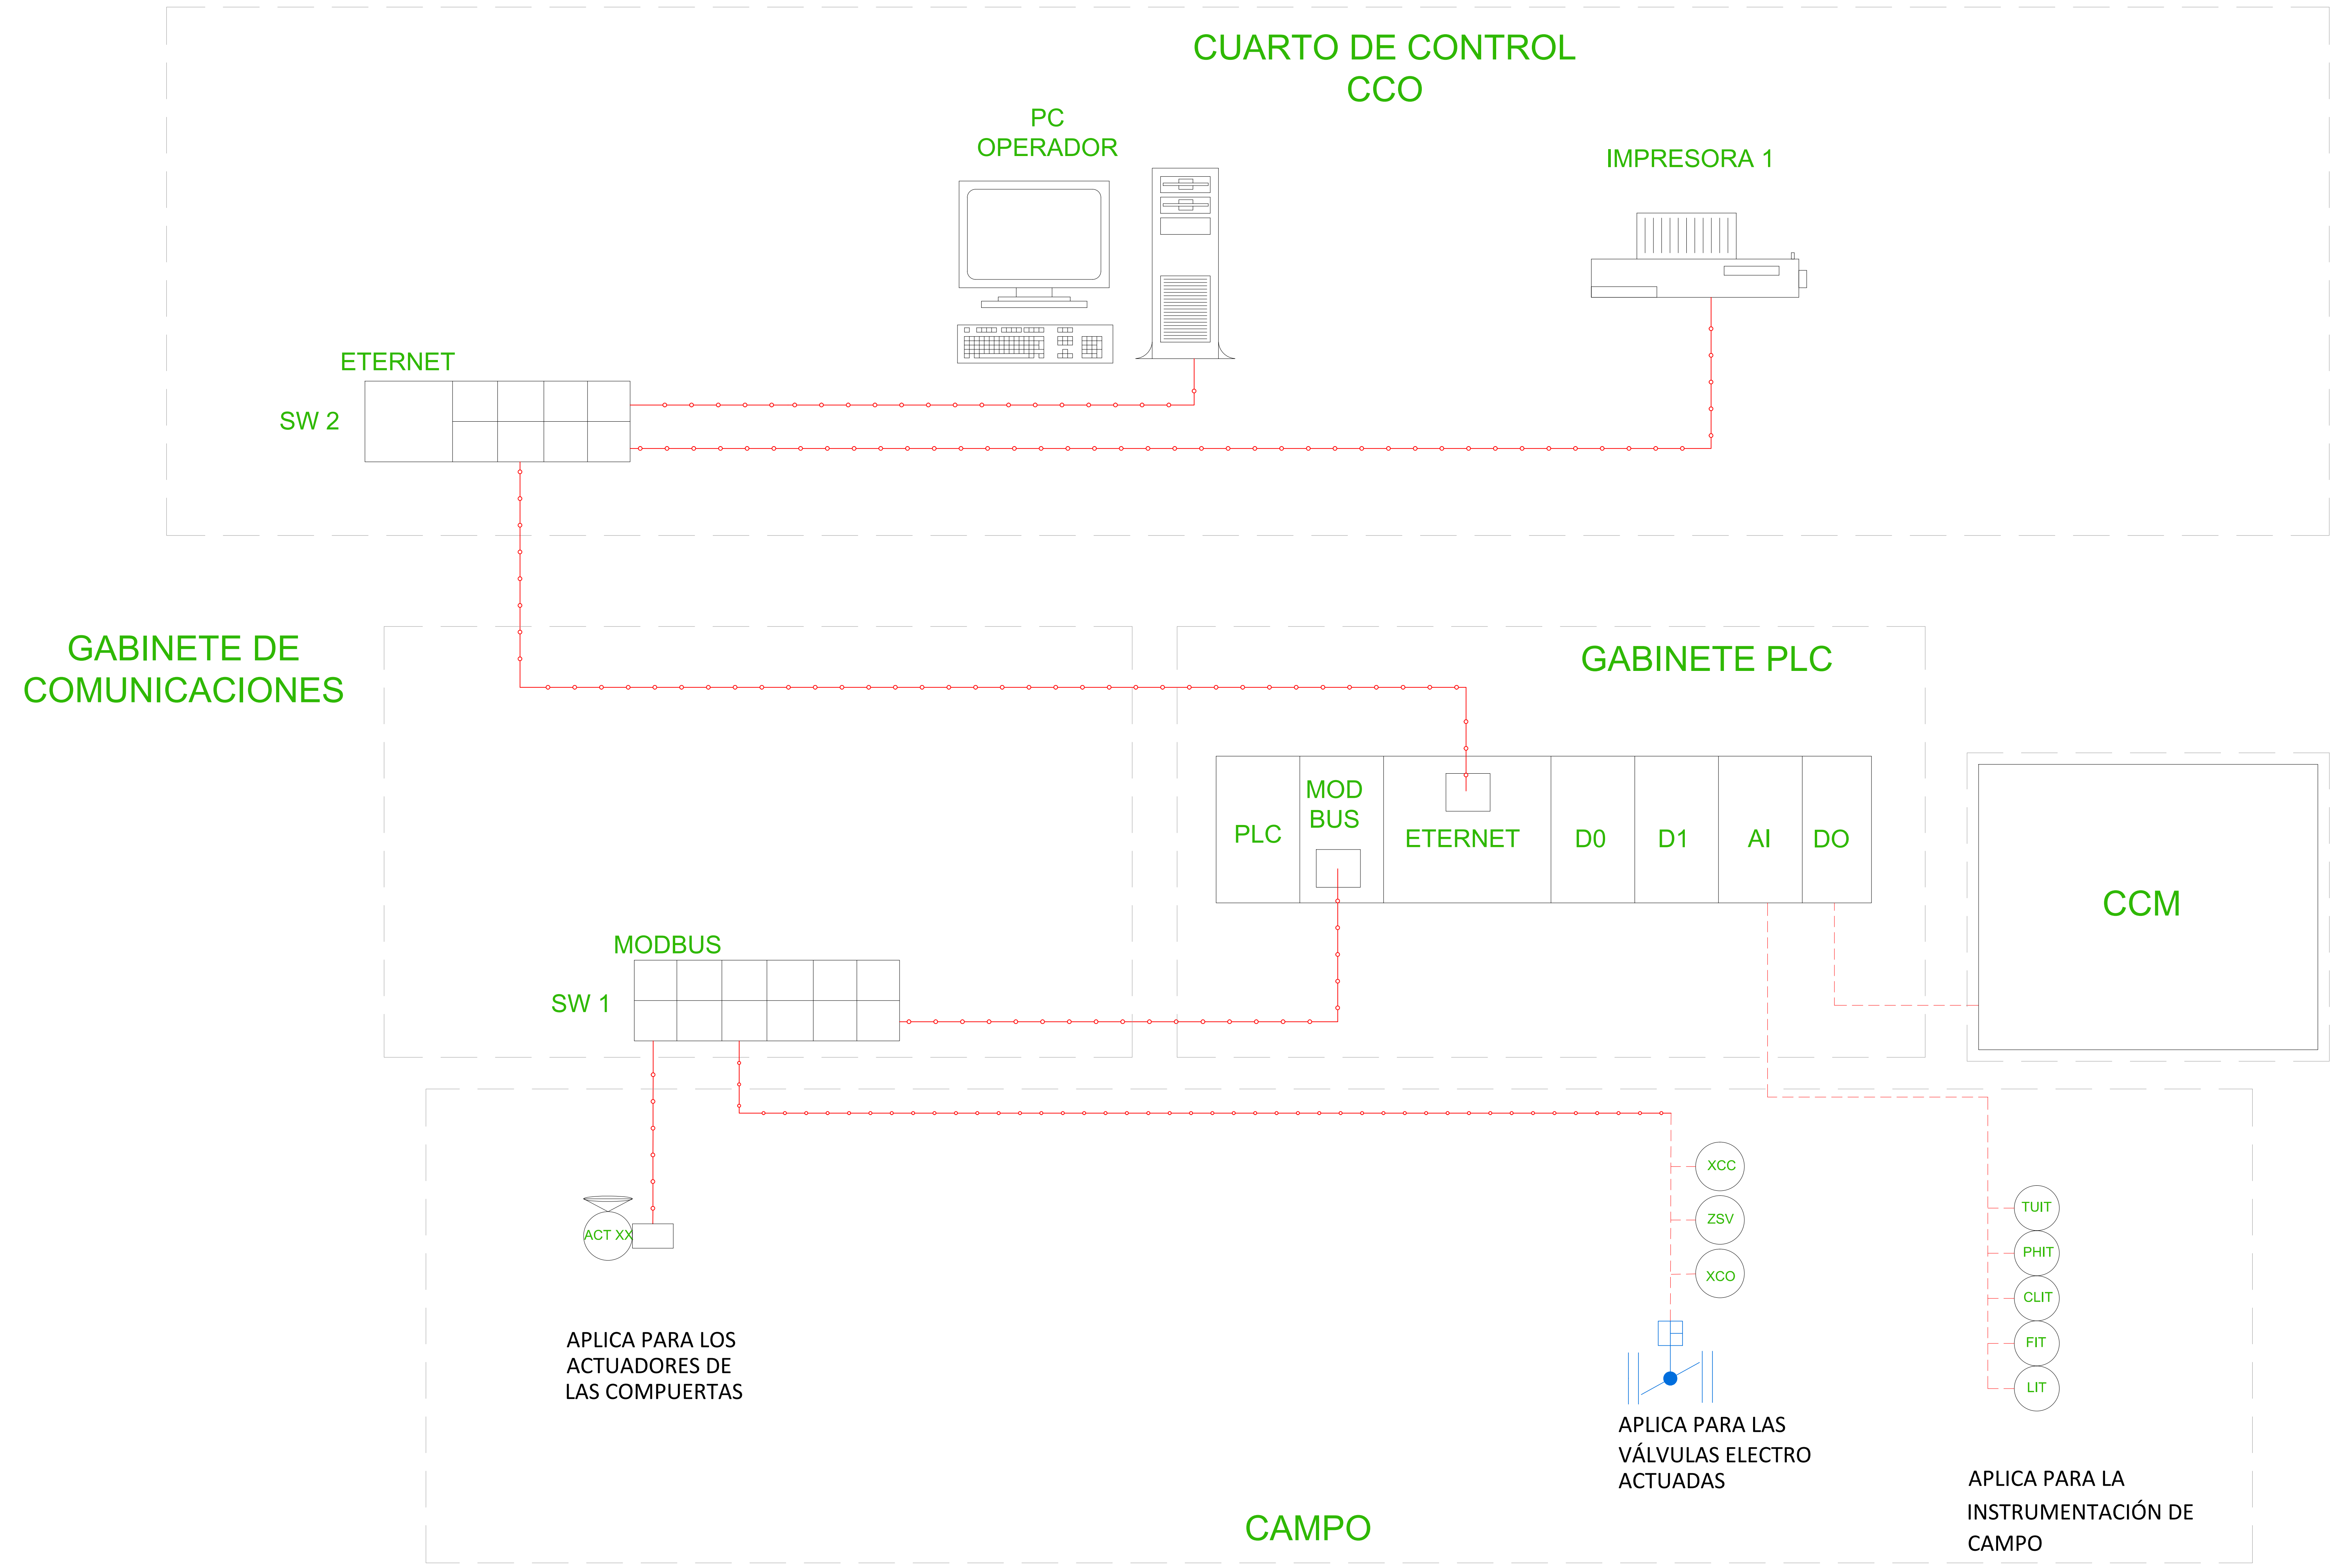 CUARTO DE CONTROL
CCO
PC
OPERADOR
IMPRESORA 1
ETERNET
SW 2
GABINETE DE
COMUNICACIONES
GABINETE PLC
PLC
MOD
BUS
ETERNET
D0
D1
AI
DO
CCM
MODBUS
SW 1
ACT XX
XCC
ZSV
XCO
TUIT
PHIT
CLIT
FIT
LIT
APLICA PARA LOS
ACTUADORES DE
LAS COMPUERTAS
APLICA PARA LAS
VÁLVULAS ELECTRO
ACTUADAS
APLICA PARA LA
INSTRUMENTACIÓN DE
CAMPO
CAMPO